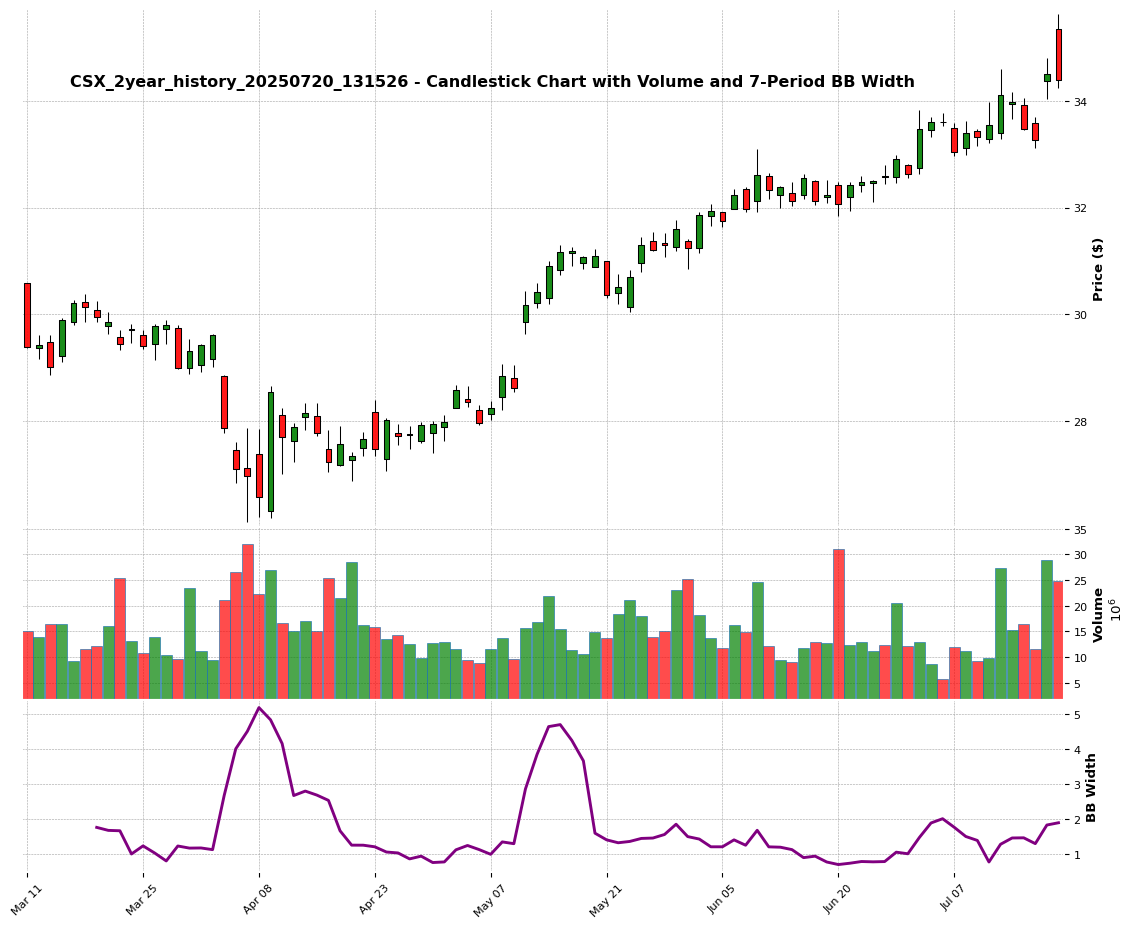 CSX_2year_history_20250720_131526 - Candlestick Chart with Volume and 7-Period BB Width
34
32
30
28
Price ($)
35
30
25
20
15
10
5
Volume
10^6
5
4
3
2
1
BB Width
Mar 11
Mar 25
Apr 08
Apr 23
May 07
May 21
Jun 05
Jun 20
Jul 07